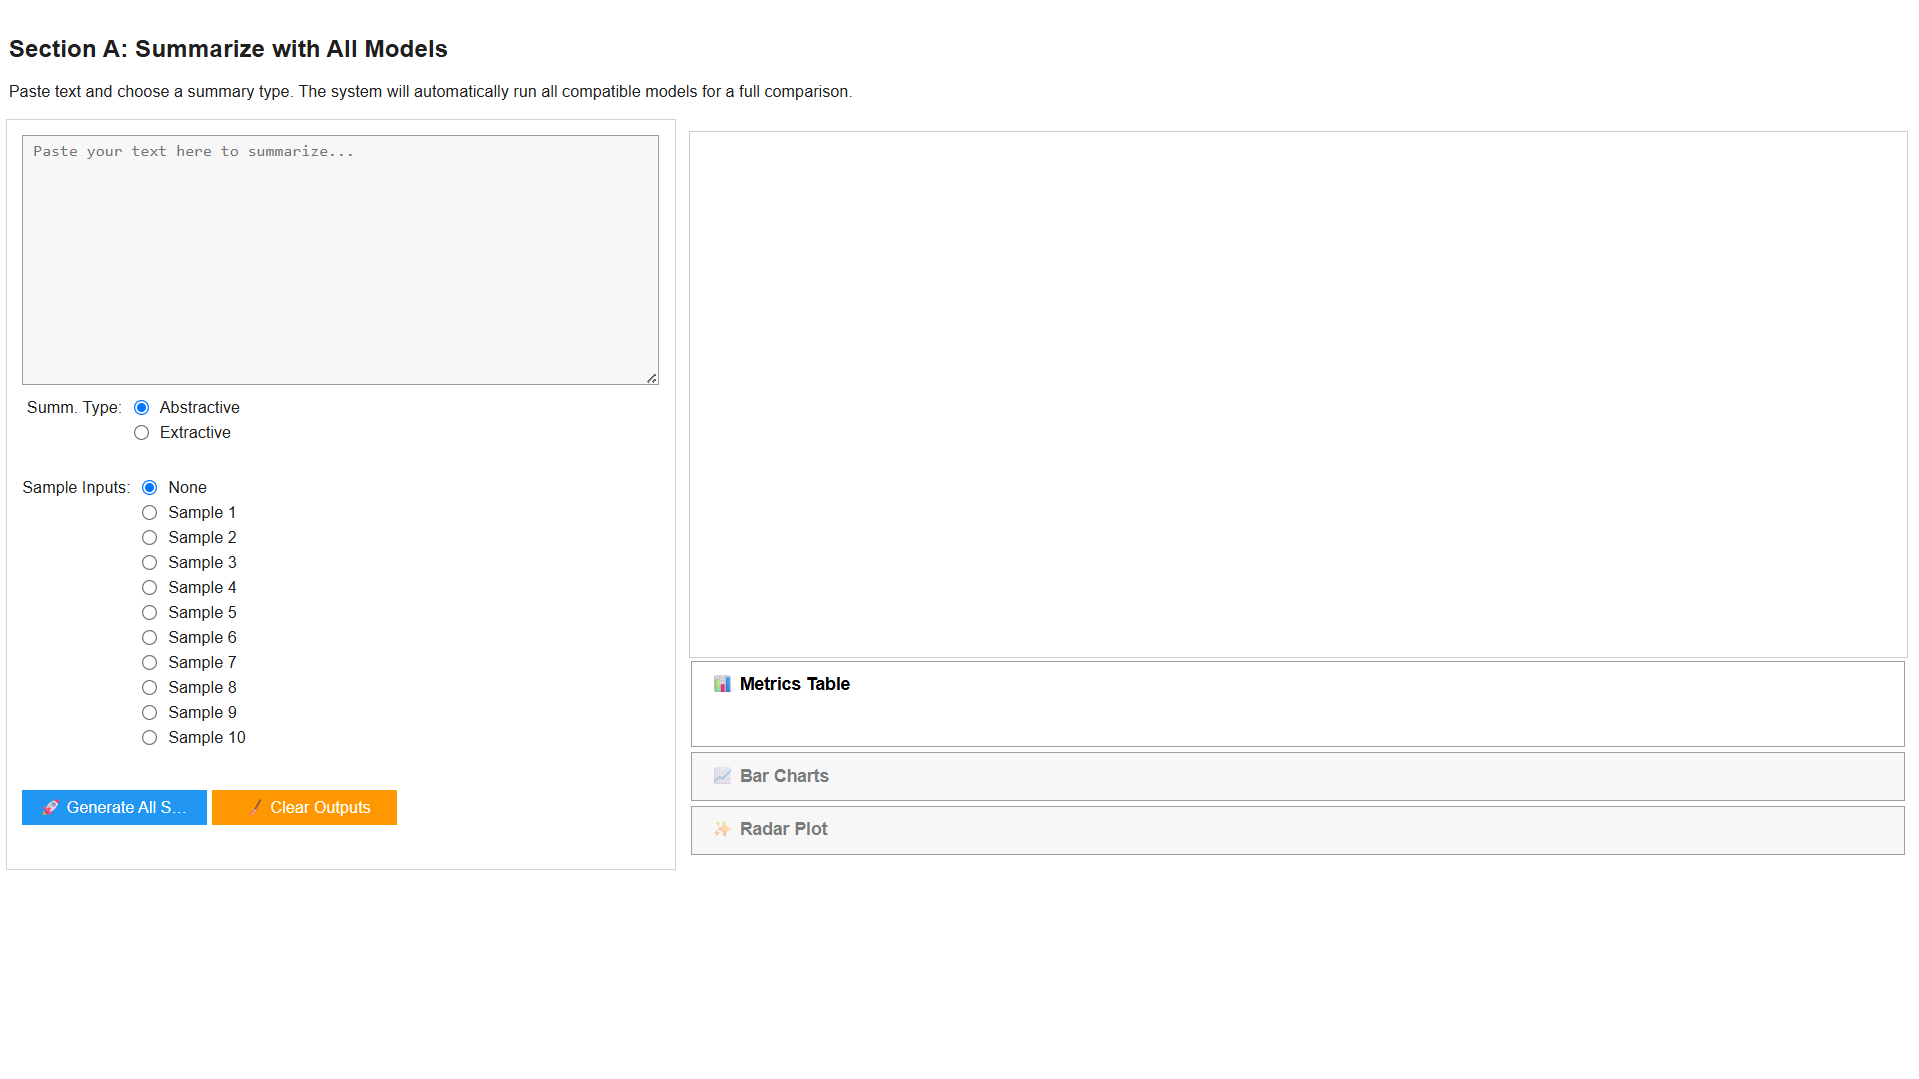 Section A: Summarize with All Models
Paste text and choose a summary type. The system will automatically run all compatible models for a full comparison.
Paste your text here to summarize...
Summ. Type:
Abstractive
Extractive
Sample Inputs:
None
Sample 1
Sample 2
Sample 3
Sample 4
Sample 5
Sample 6
Sample 7
Sample 8
Sample 9
Sample 10
Generate All S...
Clear Outputs
Metrics Table
Bar Charts
Radar Plot